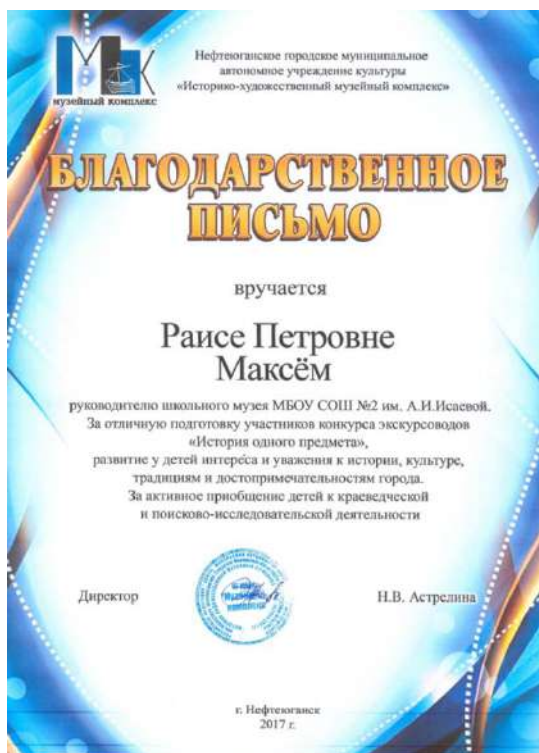 МК
музейный комплекс
Нефтеюганское городское муниципальное
автономное учреждение культуры
«Историко-художественный музейный комплекс»
БЛАГОДАРСТВЕННОЕ
ПИСЬМО
вручается
Раисе Петровне
Максём
руководителю школьного музея МБОУ СОШ №2 им. А.И.Исаевой.
За отличную подготовку участников конкурса экскурсоводов
«История одного предмета»,
развитие у детей интереса и уважения к истории, культуре,
традициям и достопримечательностям города.
За активное приобщение детей к краеведческой
и поисково-исследовательской деятельности
Директор
Н.В. Астрелина
г. Нефтеюганск
2017 г.